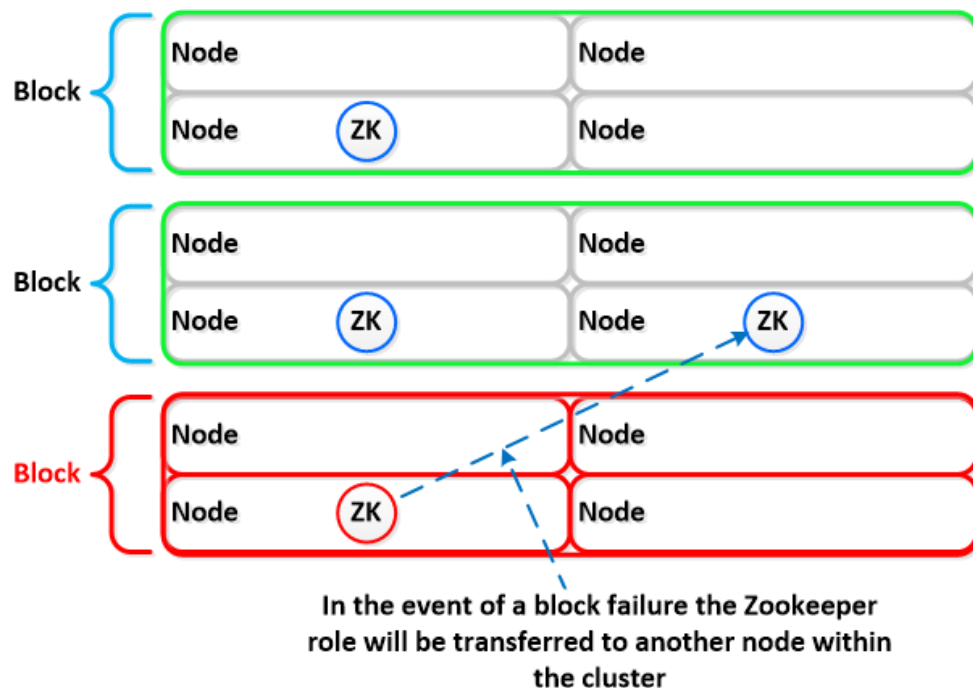 Node Node
Block
Node ZK Node
Node Node
Block
Node ZK Node ZK
Node Node
Block
Node ZK Node
In the event of a block failure the Zookeeper
role will be transferred to another node within
the cluster